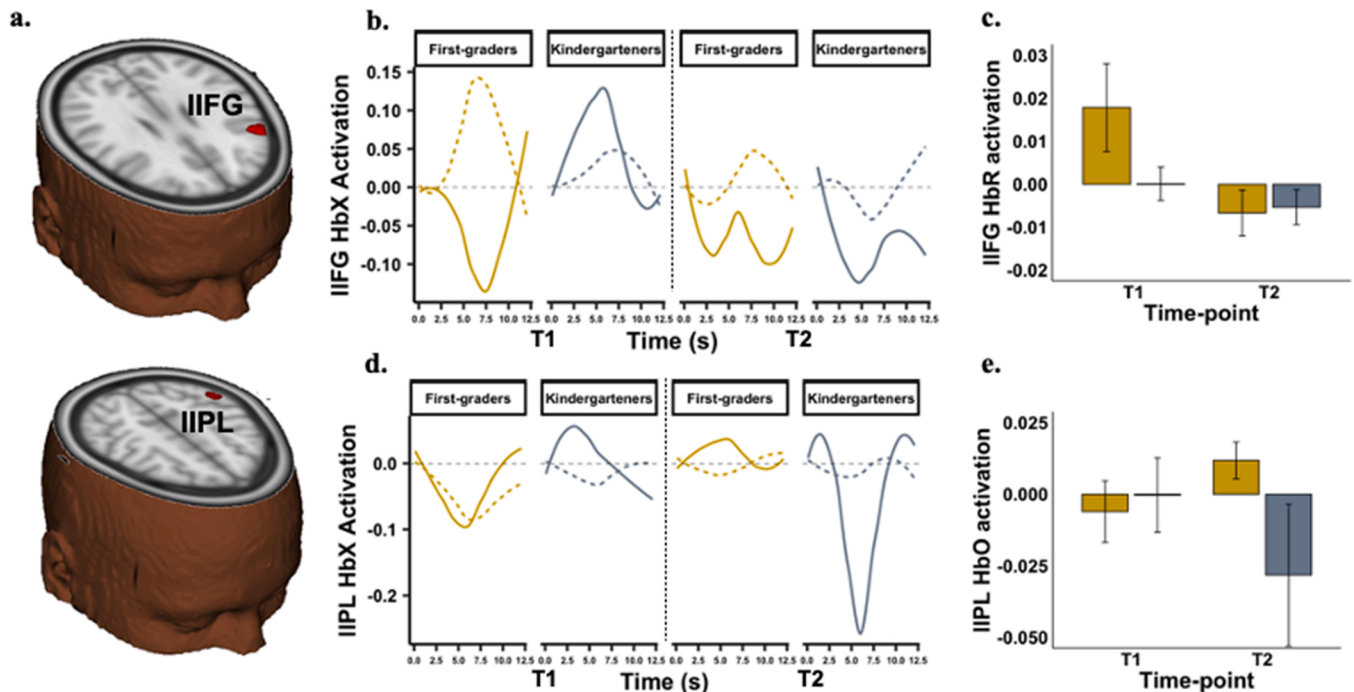 a.
lIFG
lIPL
b.
First-graders
Kindergarteners
First-graders
Kindergarteners
lIFG HbX Activation
0.15
0.10
0.05
0.00
-0.05
-0.10
0.0 2.5 5.0 7.5 10.0 12.5
0.0 2.5 5.0 7.5 10.0 12.5
0.0 2.5 5.0 7.5 10.0 12.5
0.0 2.5 5.0 7.5 10.0 12.5
T1 Time (s) T2
c.
lIFG HbR activation
0.03
0.02
0.01
0.00
-0.01
-0.02
T1 T2
Time-point
d.
First-graders
Kindergarteners
First-graders
Kindergarteners
lIPL HbX Activation
0.0
-0.1
-0.2
0.0 2.5 5.0 7.5 10.0 12.5
0.0 2.5 5.0 7.5 10.0 12.5
0.0 2.5 5.0 7.5 10.0 12.5
0.0 2.5 5.0 7.5 10.0 12.5
T1 Time (s) T2
e.
lIPL HbO activation
0.025
0.000
-0.025
-0.050
T1 T2
Time-point